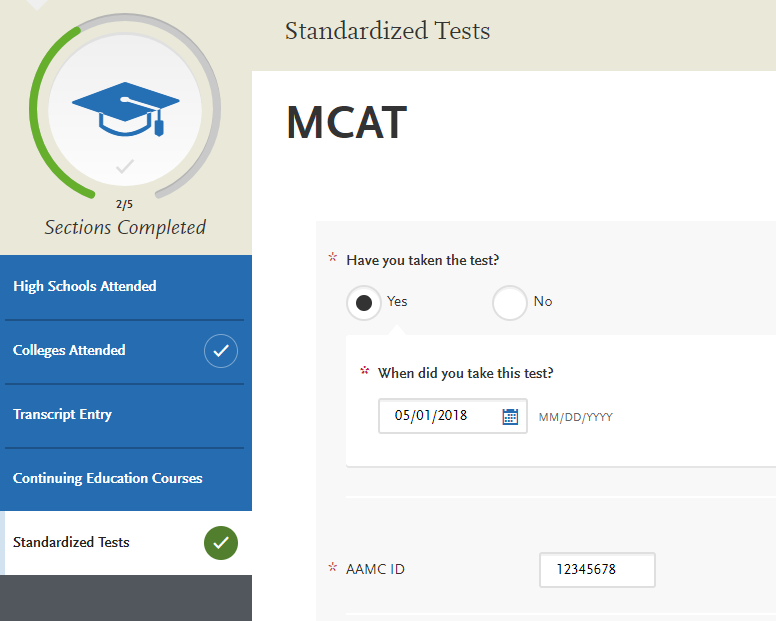 Standardized Tests
MCAT
2/5
Sections Completed
High Schools Attended
Colleges Attended
Transcript Entry
Continuing Education Courses
Standardized Tests
* Have you taken the test?
Yes No
* When did you take this test?
05/01/2018 MM/DD/YYYY
* AAMC ID 12345678